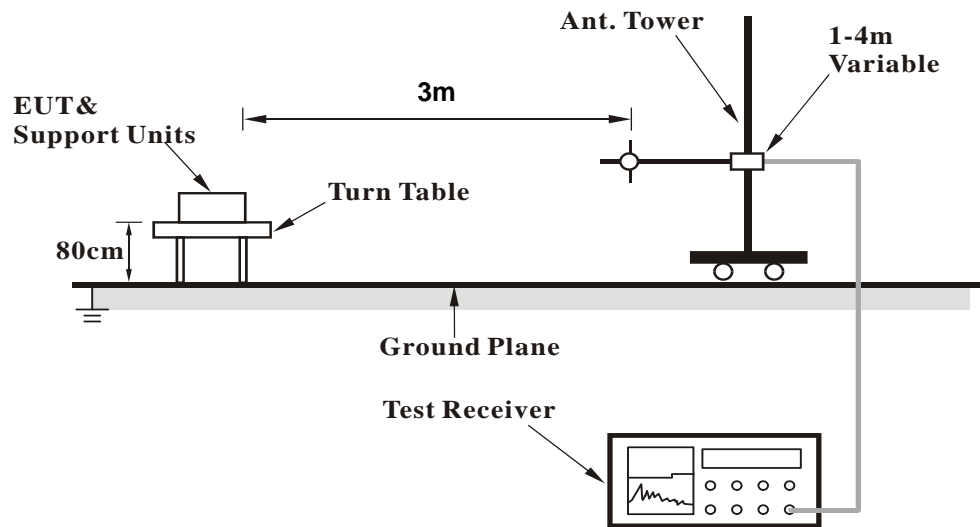 Ant. Tower
1-4m
Variable
3m
EUT&
Support Units
Turn Table
80cm
Ground Plane
Test Receiver